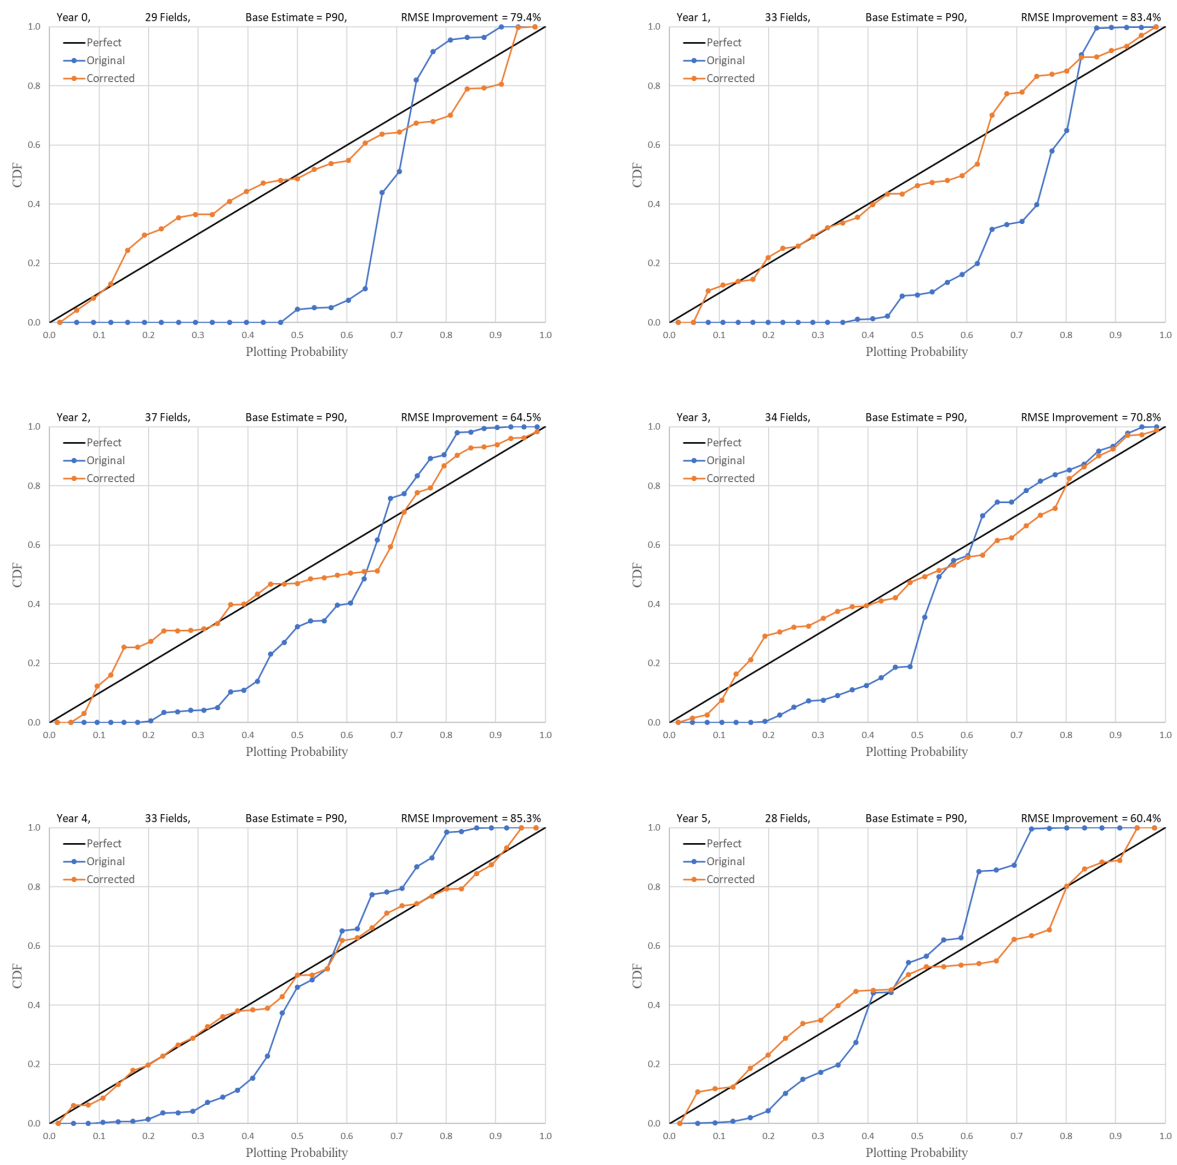 Year 0, 29 Fields, Base Estimate = P90, RMSE Improvement = 79.4%
1.0
Perfect
Original
Corrected
0.8
0.6
CDF
0.4
0.2
0.0
0.0 0.1 0.2 0.3 0.4 0.5 0.6 0.7 0.8 0.9 1.0
Plotting Probability
Year 1, 33 Fields, Base Estimate = P90, RMSE Improvement = 83.4%
1.0
Perfect
Original
Corrected
0.8
0.6
CDF
0.4
0.2
0.0
0.0 0.1 0.2 0.3 0.4 0.5 0.6 0.7 0.8 0.9 1.0
Plotting Probability
Year 2, 37 Fields, Base Estimate = P90, RMSE Improvement = 64.5%
1.0
Perfect
Original
Corrected
0.8
0.6
CDF
0.4
0.2
0.0
0.0 0.1 0.2 0.3 0.4 0.5 0.6 0.7 0.8 0.9 1.0
Plotting Probability
Year 3, 34 Fields, Base Estimate = P90, RMSE Improvement = 70.8%
1.0
Perfect
Original
Corrected
0.8
0.6
CDF
0.4
0.2
0.0
0.0 0.1 0.2 0.3 0.4 0.5 0.6 0.7 0.8 0.9 1.0
Plotting Probability
Year 4, 33 Fields, Base Estimate = P90, RMSE Improvement = 85.3%
1.0
Perfect
Original
Corrected
0.8
0.6
CDF
0.4
0.2
0.0
0.0 0.1 0.2 0.3 0.4 0.5 0.6 0.7 0.8 0.9 1.0
Plotting Probability
Year 5, 28 Fields, Base Estimate = P90, RMSE Improvement = 60.4%
1.0
Perfect
Original
Corrected
0.8
0.6
CDF
0.4
0.2
0.0
0.0 0.1 0.2 0.3 0.4 0.5 0.6 0.7 0.8 0.9 1.0
Plotting Probability